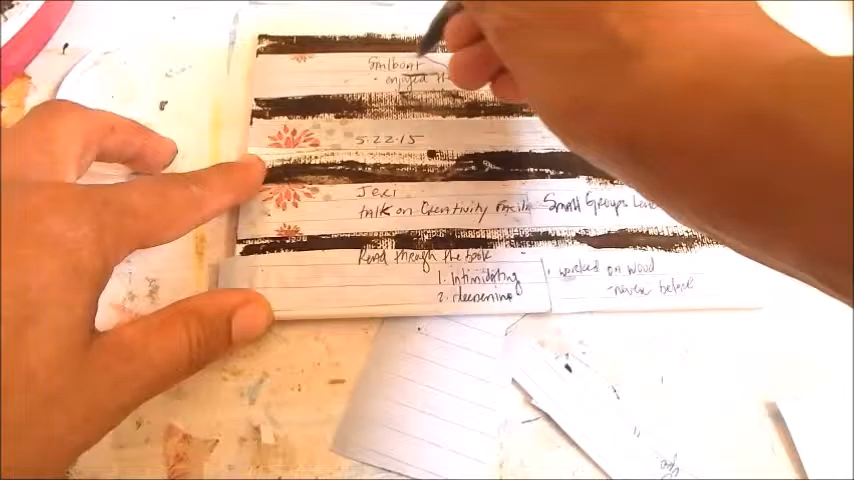 Sailboat
- enjoyed
5.22.15
Jeri
talk on Creativity Small Groups
Read through the book
1. Intimidating
2. deepening
• worked on wood
- never before